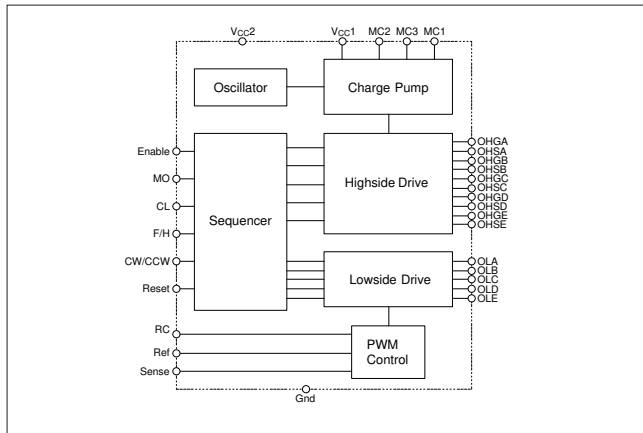 VCC2
VCC1 MC2 MC3 MC1
Oscillator
Charge Pump
Enable
MO
CL
F/H
CW/CCW
Reset
Sequencer
Highside Drive
OHGA
OHSA
OHGB
OHSB
OHGC
OHSC
OHGD
OHSD
OHGE
OHSE
Lowside Drive
OLA
OLB
OLC
OLD
OLE
RC
Ref
Sense
PWM
Control
Gnd